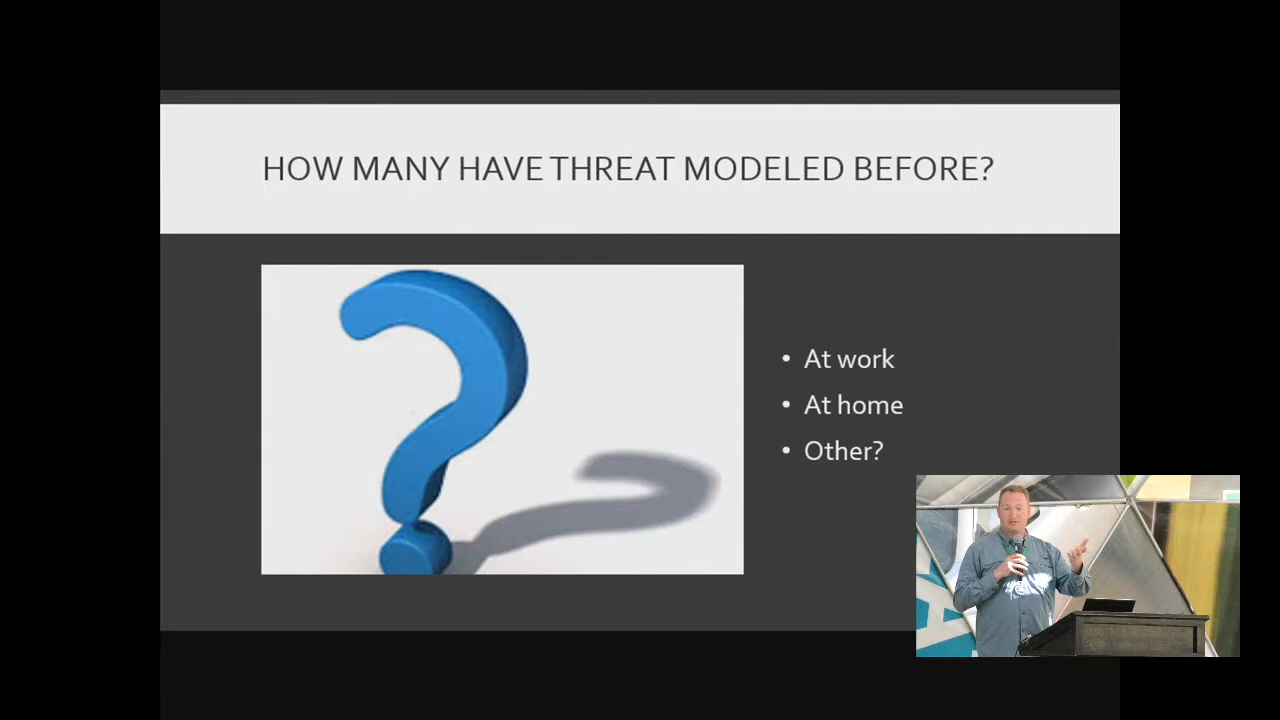 HOW MANY HAVE THREAT MODELED BEFORE?
• At work
• At home
• Other?